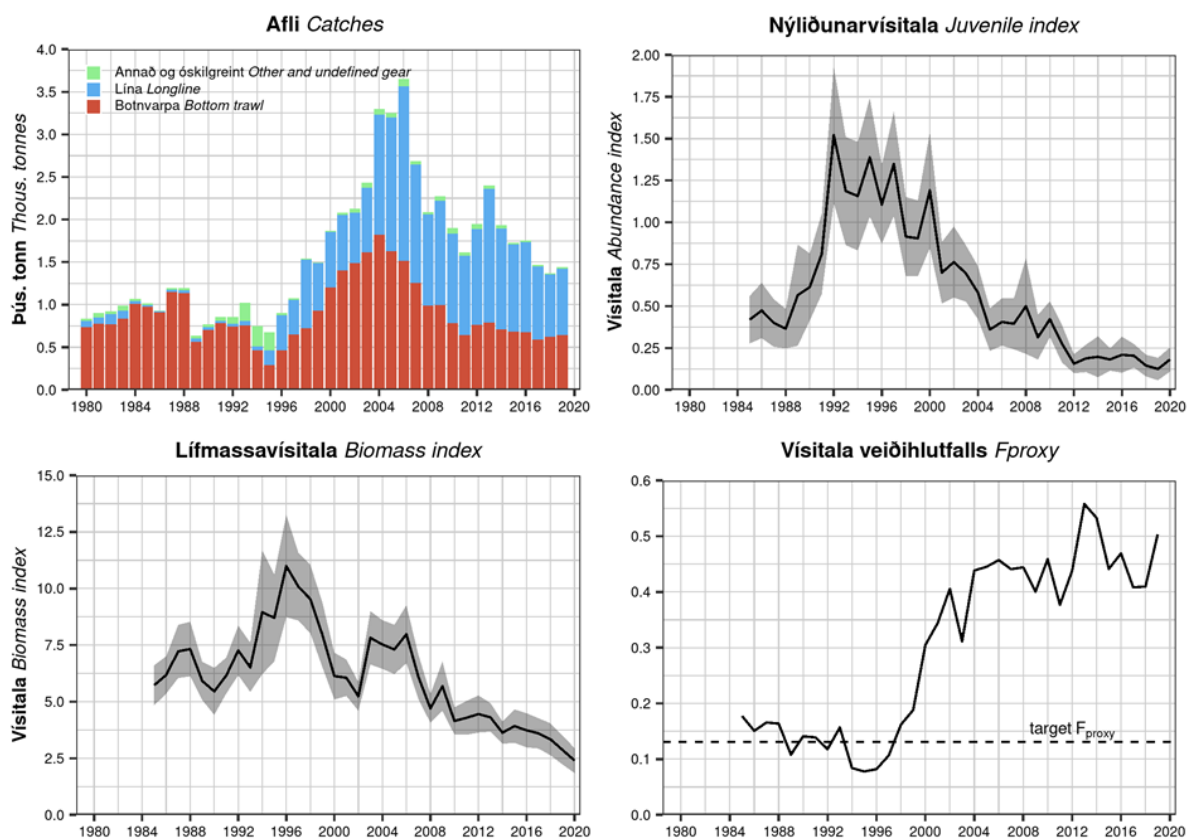 Afli Catches
Þús. tonn Thous. tonnes
4.0
3.5
3.0
2.5
2.0
1.5
1.0
0.5
0.0
Annað og óskilgreint Other and undefined gear
Lína Longline
Botnvarpa Bottom trawl
1980 1984 1988 1992 1996 2000 2004 2008 2012 2016 2020
Nýliðunarvísitala Juvenile index
Vísitala Abundance index
2.00
1.75
1.50
1.25
1.00
0.75
0.50
0.25
0.00
1980 1984 1988 1992 1996 2000 2004 2008 2012 2016 2020
Lífmassavísitala Biomass index
Vísitala Biomass index
15.0
12.5
10.0
7.5
5.0
2.5
0.0
1980 1984 1988 1992 1996 2000 2004 2008 2012 2016 2020
Vísitala veiðihlutfalls Fproxy
0.6
0.5
0.4
0.3
0.2
0.1
0.0
target Fproxy
1980 1984 1988 1992 1996 2000 2004 2008 2012 2016 2020